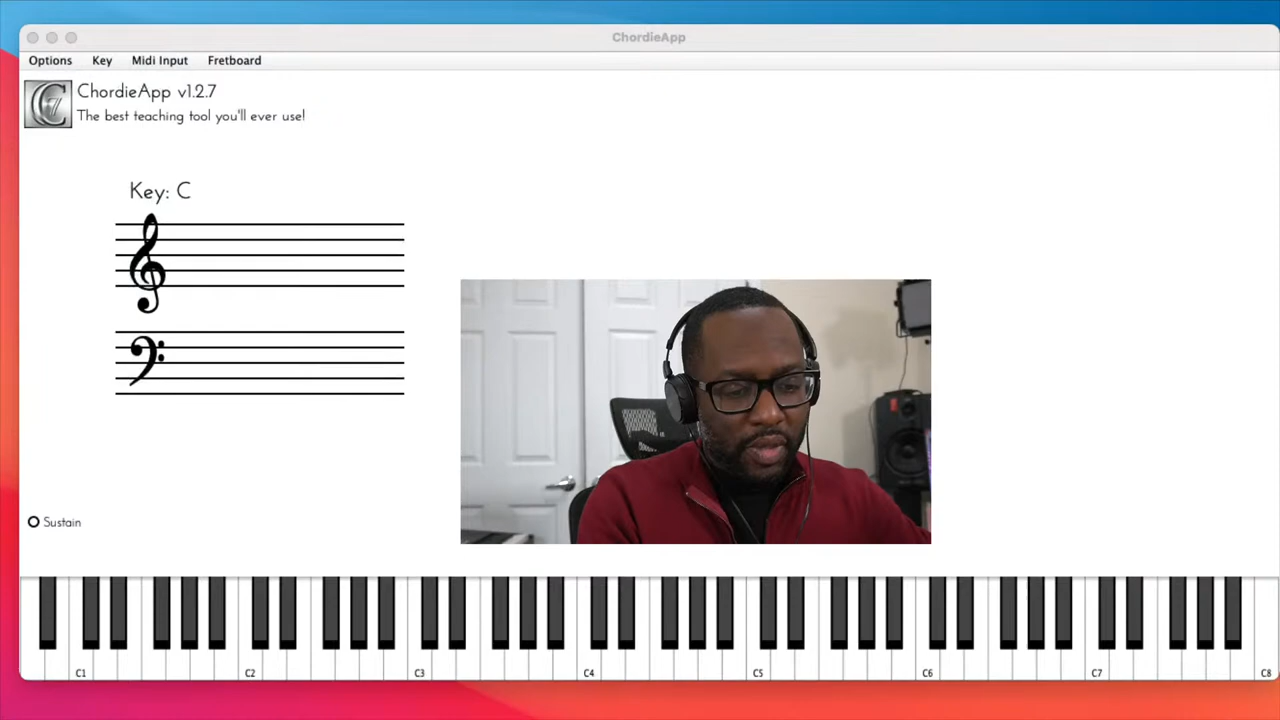 ChordieApp
Options Key Midi Input Fretboard
ChordieApp v1.2.7
The best teaching tool you'll ever use!
Key: C
Sustain
C1 C2 C3 C4 C5 C6 C7 C8